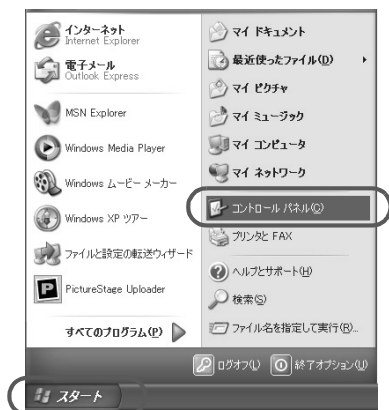 インターネット
Internet Explorer
電子メール
Outlook Express
MSN Explorer
Windows Media Player
Windows ムービー メーカー
Windows XP ツアー
ファイルと設定の転送ウィザード
PictureStage Uploader
すべてのプログラム(P)
マイ ドキュメント
最近使ったファイル(D)
マイ ピクチャ
マイ ミュージック
マイ コンピュータ
マイ ネットワーク
コントロール パネル(C)
プリンタと FAX
ヘルプとサポート(H)
検索(S)
ファイル名を指定して実行(R)...
ログオフ(L)
終了オプション(U)
スタート